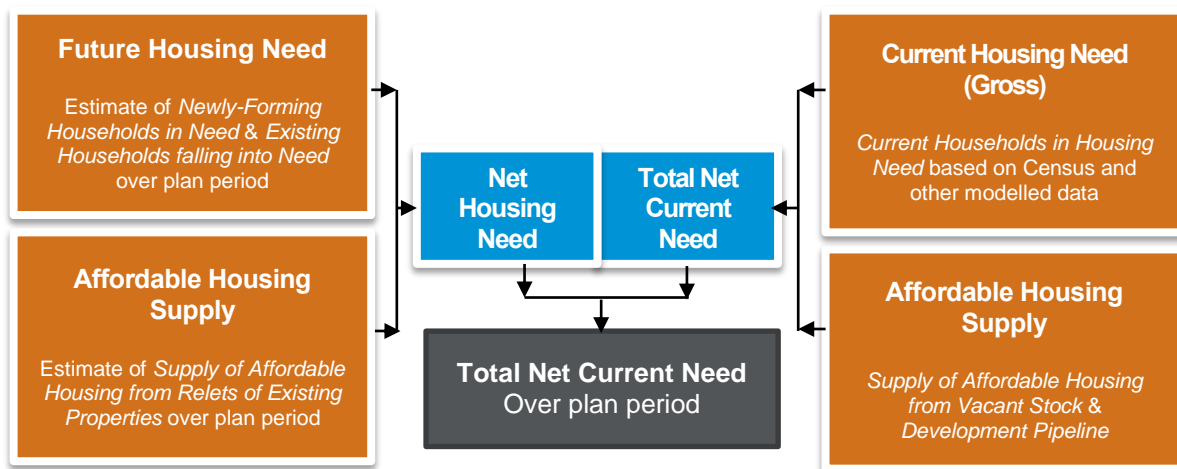 Future Housing Need
Estimate of Newly-Forming
Households in Need & Existing
Households falling into Need
over plan period
Affordable Housing
Supply
Estimate of Supply of Affordable
Housing from Relets of Existing
Properties over plan period
Net
Housing
Need
Total Net
Current
Need
Total Net Current Need
Over plan period
Current Housing Need
(Gross)
Current Households in Housing
Need based on Census and
other modelled data
Affordable Housing
Supply
Supply of Affordable Housing
from Vacant Stock &
Development Pipeline